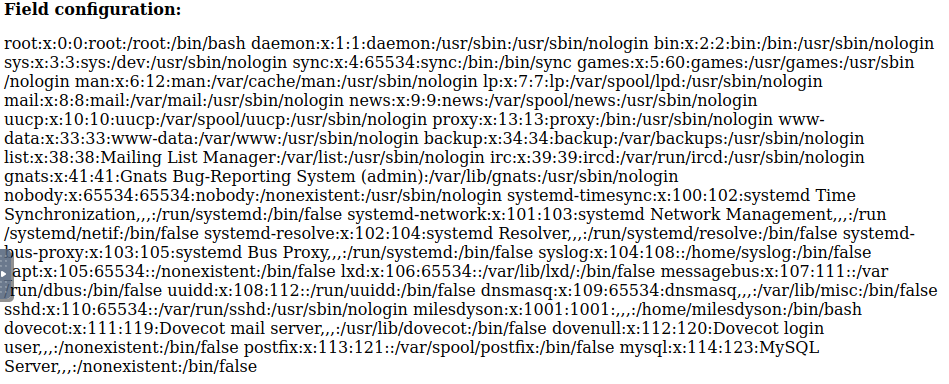 Field configuration:
root:x:0:0:root:/root:/bin/bash daemon:x:1:1:daemon:/usr/sbin:/usr/sbin/nologin bin:x:2:2:bin:/bin:/usr/sbin/nologin
sys:x:3:3:sys:/dev:/usr/sbin/nologin sync:x:4:65534:sync:/bin:/bin/sync games:x:5:60:games:/usr/games:/usr/sbin
/nologin man:x:6:12:man:/var/cache/man:/usr/sbin/nologin lp:x:7:7:lp:/var/spool/lpd:/usr/sbin/nologin
mail:x:8:8:mail:/var/mail:/usr/sbin/nologin news:x:9:9:news:/var/spool/news:/usr/sbin/nologin
uucp:x:10:10:uucp:/var/spool/uucp:/usr/sbin/nologin proxy:x:13:13:proxy:/bin:/usr/sbin/nologin www-
data:x:33:33:www-data:/var/www:/usr/sbin/nologin backup:x:34:34:backup:/var/backups:/usr/sbin/nologin
list:x:38:38:Mailing List Manager:/var/list:/usr/sbin/nologin irc:x:39:39:ircd:/var/run/ircd:/usr/sbin/nologin
gnats:x:41:41:Gnats Bug-Reporting System (admin):/var/lib/gnats:/usr/sbin/nologin
nobody:x:65534:65534:nobody:/nonexistent:/usr/sbin/nologin systemd-timesync:x:100:102:systemd Time
Synchronization,,,:/run/systemd:/bin/false systemd-network:x:101:103:systemd Network Management,,,:/run
/systemd/netif:/bin/false systemd-resolve:x:102:104:systemd Resolver,,,:/run/systemd/resolve:/bin/false systemd-
bus-proxy:x:103:105:systemd Bus Proxy,,,:/run/systemd:/bin/false syslog:x:104:108::/home/syslog:/bin/false
_apt:x:105:65534::/nonexistent:/bin/false lxd:x:106:65534::/var/lib/lxd/:/bin/false messagebus:x:107:111::/var
/run/dbus:/bin/false uuidd:x:108:112::/run/uuidd:/bin/false dnsmasq:x:109:65534:dnsmasq,,,:/var/lib/misc:/bin/false
sshd:x:110:65534::/var/run/sshd:/usr/sbin/nologin milesdyson:x:1001:1001:,,,:/home/milesdyson:/bin/bash
dovecot:x:111:119:Dovecot mail server,,,:/usr/lib/dovecot:/bin/false dovenull:x:112:120:Dovecot login
user,,,:/nonexistent:/bin/false postfix:x:113:121::/var/spool/postfix:/bin/false mysql:x:114:123:MySQL
Server,,,:/nonexistent:/bin/false